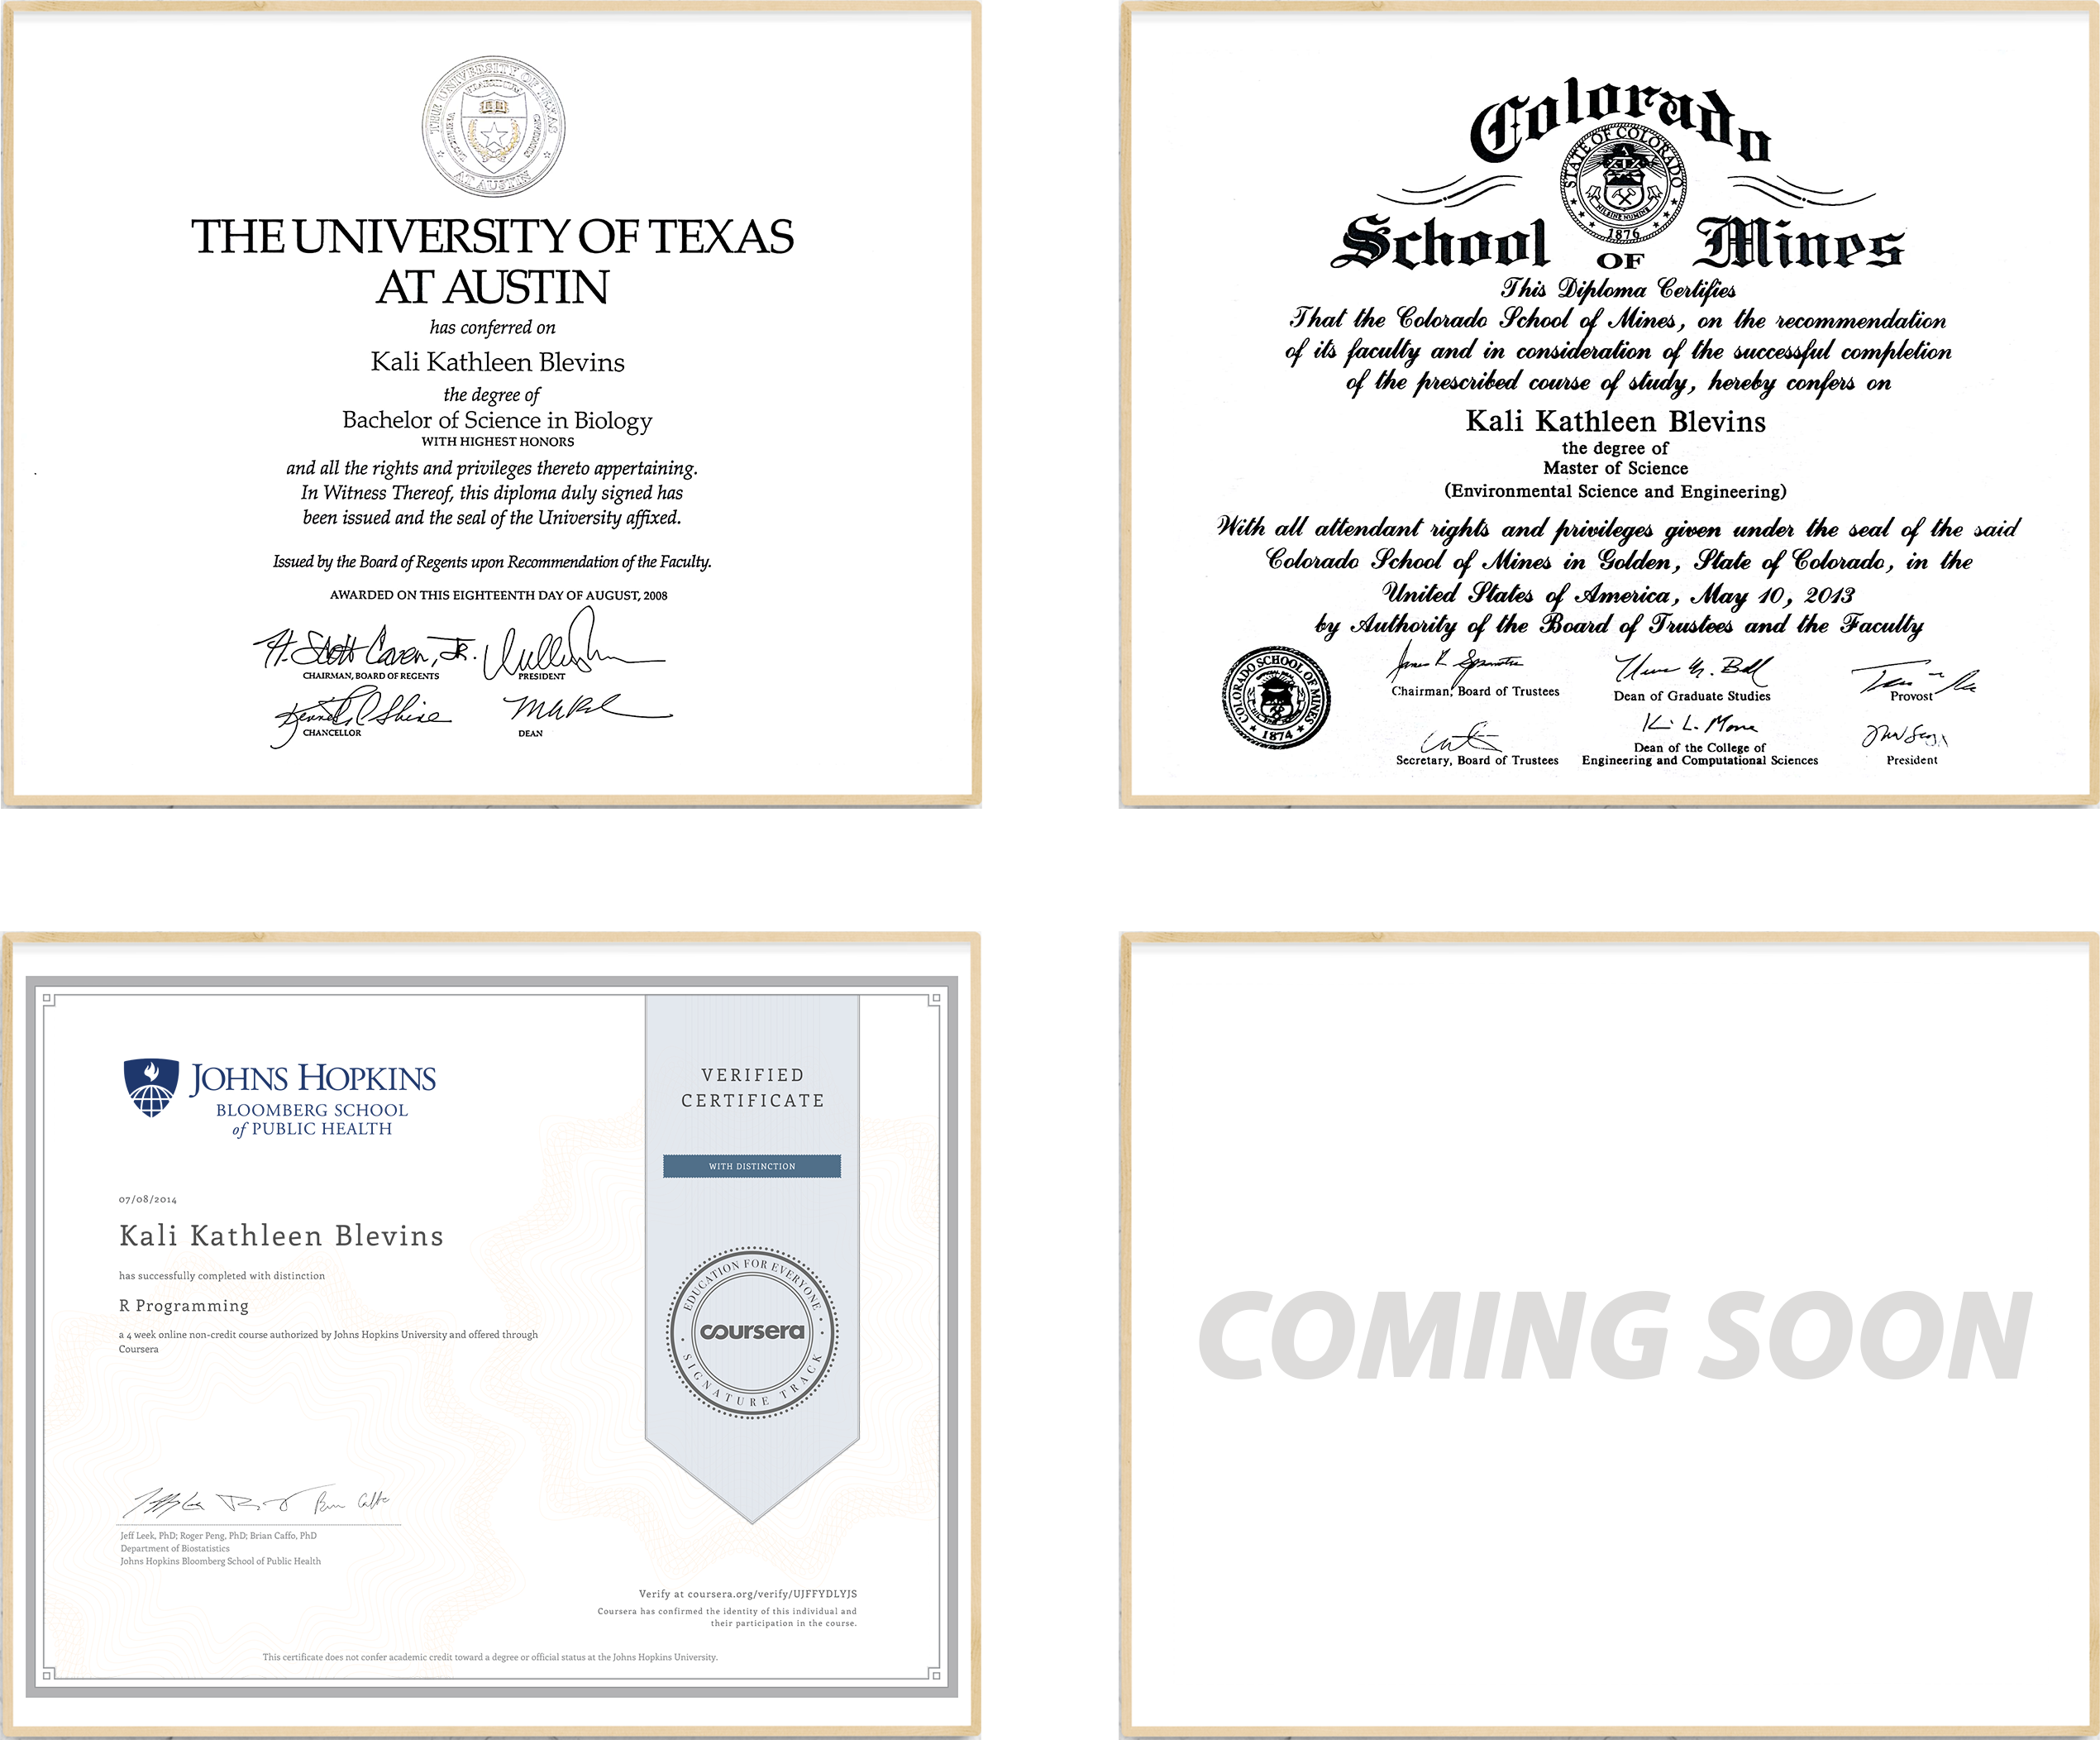 THE UNIVERSITY OF TEXAS
AT AUSTIN
THE UNIVERSITY OF TEXAS
AT AUSTIN
has conferred on
Kali Kathleen Blevins
the degree of
Bachelor of Science in Biology
WITH HIGHEST HONORS
and all the rights and privileges thereto appertaining.
In Witness Thereof, this diploma duly signed has
been issued and the seal of the University affixed.
Issued by the Board of Regents upon Recommendation of the Faculty.
AWARDED ON THIS EIGHTEENTH DAY OF AUGUST, 2008
H. Scott Caven, Jr.
CHAIRMAN, BOARD OF REGENTS
PRESIDENT
CHANCELLOR
DEAN
Colorado
STATE OF COLORADO
NIL SINE NUMINE
1876
School OF Mines
This Diploma Certifies
That the Colorado School of Mines, on the recommendation
of its faculty and in consideration of the successful completion
of the prescribed course of study, hereby confers on
Kali Kathleen Blevins
the degree of
Master of Science
(Environmental Science and Engineering)
With all attendant rights and privileges given under the seal of the said
Colorado School of Mines in Golden, State of Colorado, in the
United States of America, May 10, 2013
by Authority of the Board of Trustees and the Faculty
COLORADO SCHOOL OF MINES
1874
Chairman, Board of Trustees
Dean of Graduate Studies
Provost
Secretary, Board of Trustees
Dean of the College of
Engineering and Computational Sciences
President
JOHNS HOPKINS
BLOOMBERG SCHOOL
of PUBLIC HEALTH
VERIFIED
CERTIFICATE
WITH DISTINCTION
07/08/2014
Kali Kathleen Blevins
has successfully completed with distinction
R Programming
a 4 week online non-credit course authorized by Johns Hopkins University and offered through
Coursera
EDUCATION FOR EVERYONE
coursera
SIGNATURE TRACK
Jeff Leek, PhD; Roger Peng, PhD; Brian Caffo, PhD
Department of Biostatistics
Johns Hopkins Bloomberg School of Public Health
Verify at coursera.org/verify/UJFFYDLYJS
Coursera has confirmed the identity of this individual and
their participation in the course.
This certificate does not confer academic credit toward a degree or official status at the Johns Hopkins University.
COMING SOON